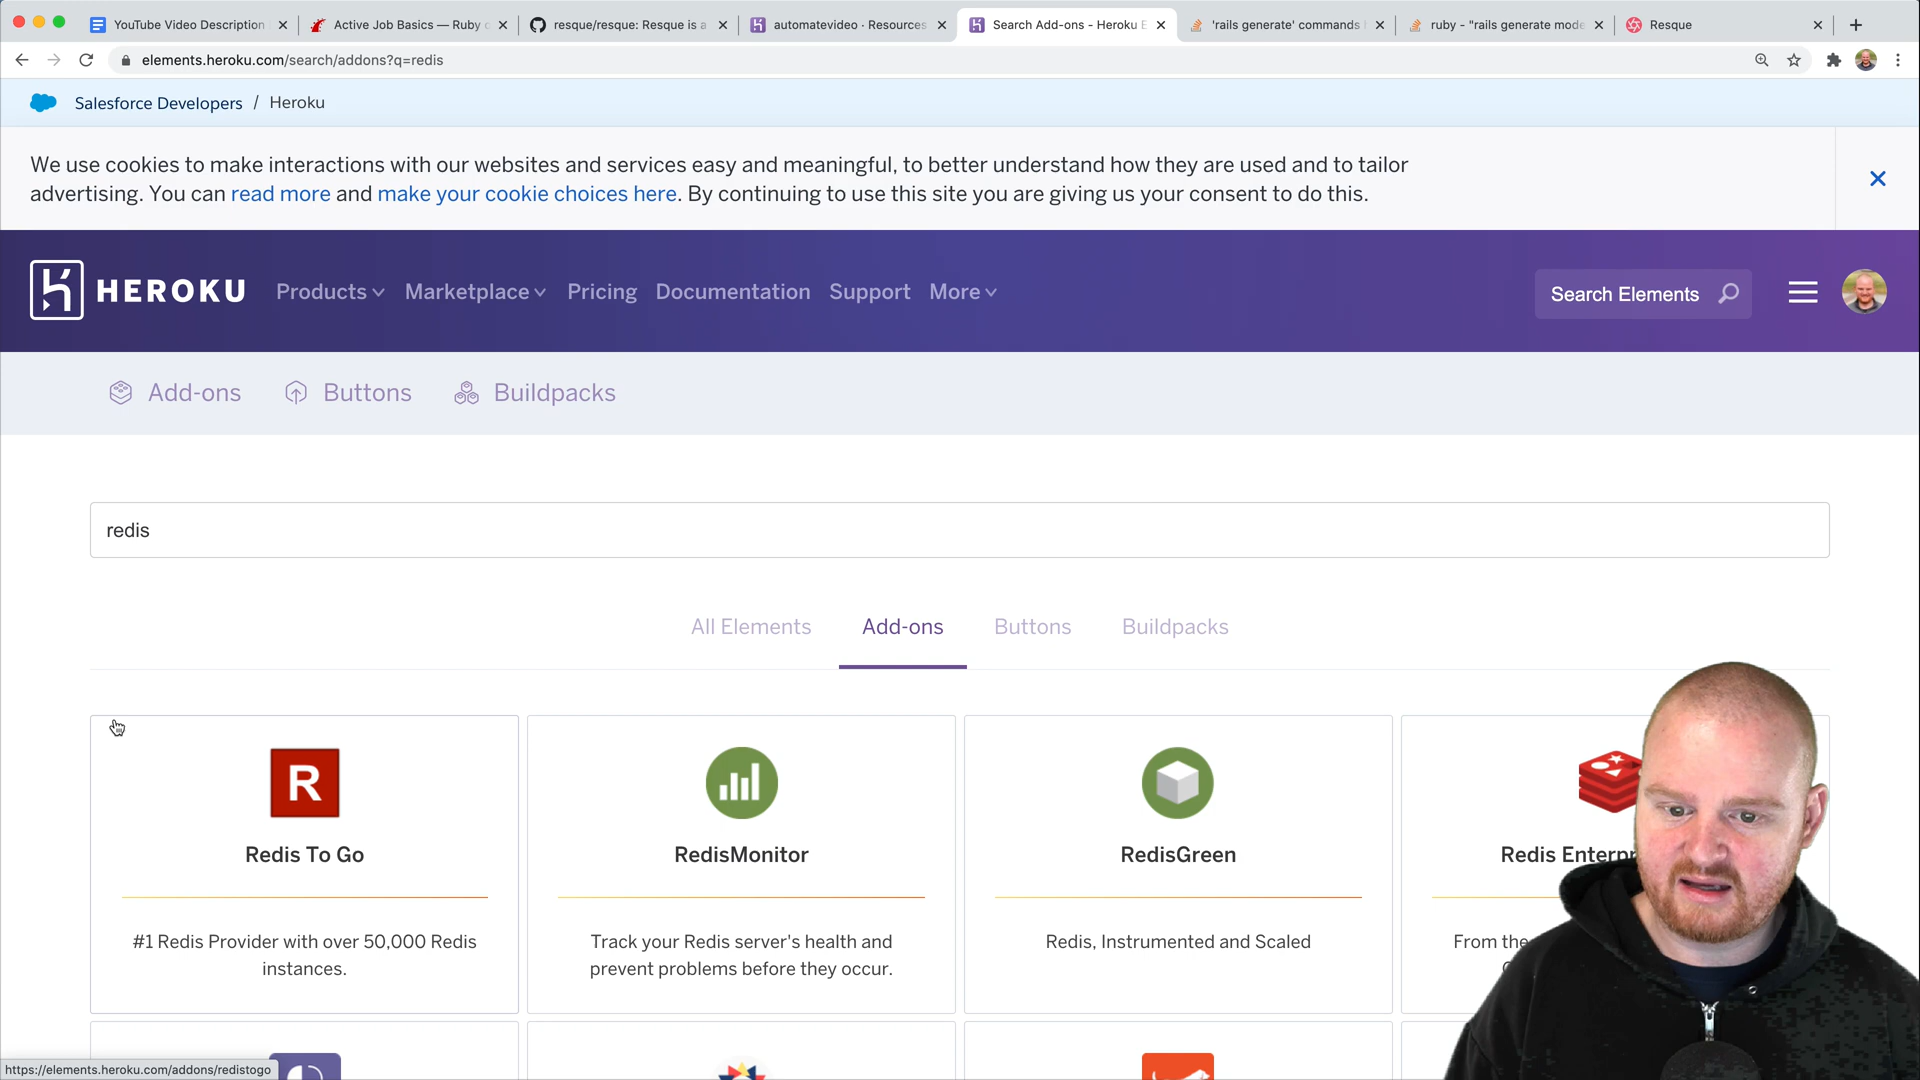 YouTube Video Description
Active Job Basics — Ruby
resque/resque: Resque is a
automatevideo · Resources
Search Add-ons - Heroku E
'rails generate' commands
ruby - "rails generate mode
Resque
elements.heroku.com/search/addons?q=redis
Salesforce Developers / Heroku
We use cookies to make interactions with our websites and services easy and meaningful, to better understand how they are used and to tailor
advertising. You can read more and make your cookie choices here. By continuing to use this site you are giving us your consent to do this.
HEROKU
Products
Marketplace
Pricing
Documentation
Support
More
Search Elements
Add-ons
Buttons
Buildpacks
redis
All Elements
Add-ons
Buttons
Buildpacks
R
Redis To Go
#1 Redis Provider with over 50,000 Redis
instances.
RedisMonitor
Track your Redis server's health and
prevent problems before they occur.
RedisGreen
Redis, Instrumented and Scaled
Redis
From the
https://elements.heroku.com/addons/redistogo